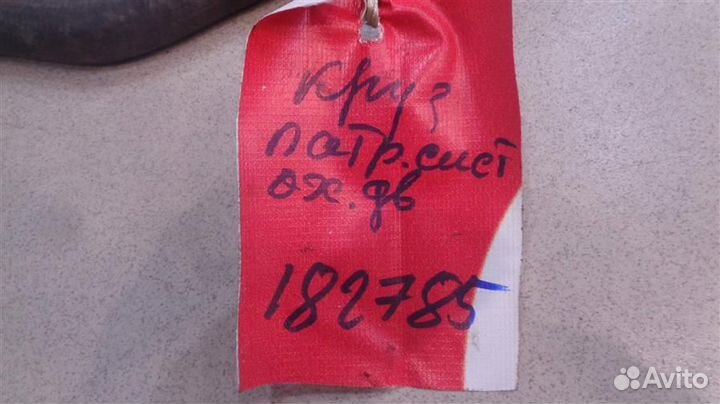 Круз
патр.сист
ох.дв
182785
Avito